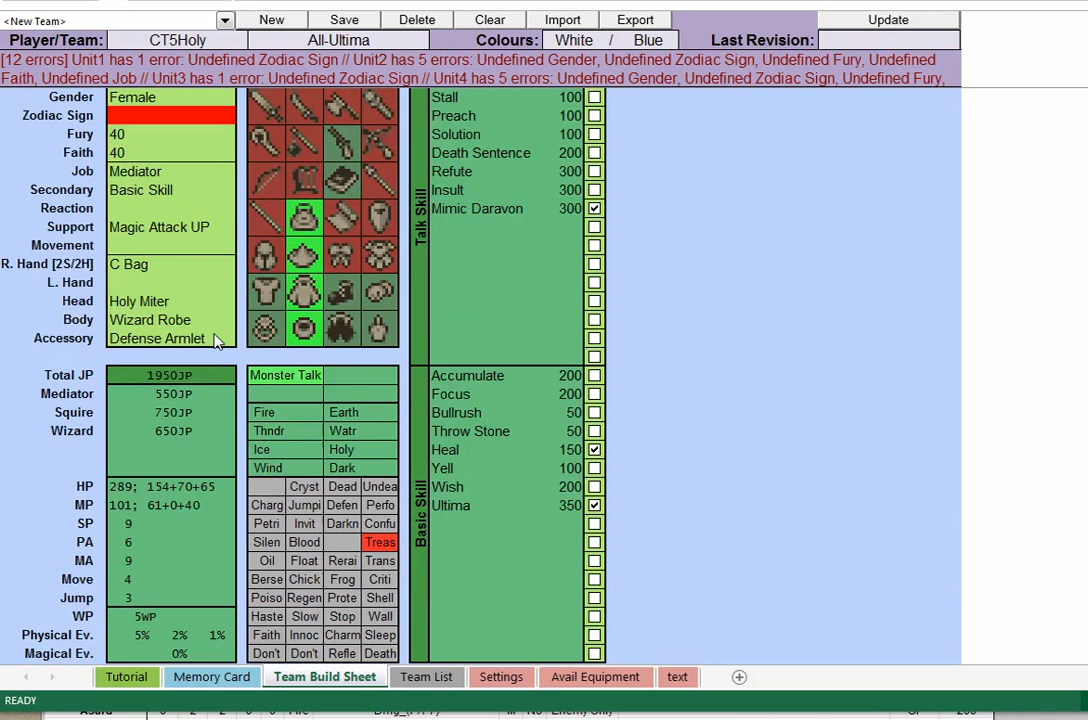 <New Team>
New Save Delete Clear Import Export Update
Player/Team: CT5Holy All-Ultima Colours: White / Blue Last Revision:
[12 errors] Unit1 has 1 error: Undefined Zodiac Sign // Unit2 has 5 errors: Undefined Gender, Undefined Zodiac Sign, Undefined Fury, Undefined
Faith, Undefined Job // Unit3 has 1 error: Undefined Zodiac Sign // Unit4 has 5 errors: Undefined Gender, Undefined Zodiac Sign, Undefined Fury,
Gender Female
Zodiac Sign
Fury 40
Faith 40
Job Mediator
Secondary Basic Skill
Reaction
Support Magic Attack UP
Movement
R. Hand [2S/2H] C Bag
L. Hand
Head Holy Miter
Body Wizard Robe
Accessory Defense Armlet
Total JP 1950JP
Mediator 550JP
Squire 750JP
Wizard 650JP
HP 289; 154+70+65
MP 101; 61+0+40
SP 9
PA 6
MA 9
Move 4
Jump 3
WP 5WP
Physical Ev. 5% 2% 1%
Magical Ev. 0%
Monster Talk
Fire Earth
Thndr Watr
Ice Holy
Wind Dark
Cryst Dead Undea
Charg Jumpi Defen Perfo
Petri Invit Darkn Confu
Silen Blood Treas
Oil Float Rerai Trans
Berse Chick Frog Criti
Poiso Regen Prote Shell
Haste Slow Stop Wall
Faith Innoc Charm Sleep
Don't Don't Refle Death
Talk Skill
Stall 100
Preach 100
Solution 100
Death Sentence 200
Refute 300
Insult 300
Mimic Daravon 300
Basic Skill
Accumulate 200
Focus 200
Bullrush 50
Throw Stone 50
Heal 150
Yell 100
Wish 200
Ultima 350
Tutorial Memory Card Team Build Sheet Team List Settings Avail Equipment text
READY